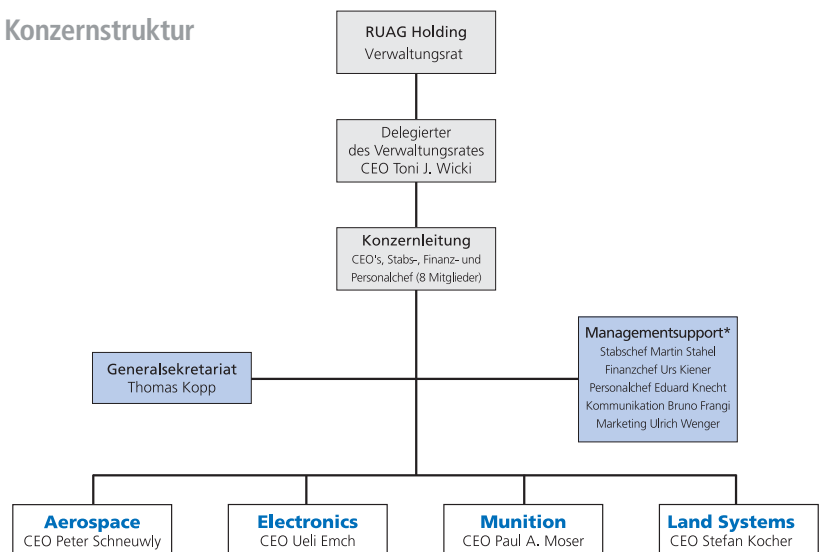 Konzernstruktur
RUAG Holding
Verwaltungsrat
Delegierter
des Verwaltungsrates
CEO Toni J. Wicki
Konzernleitung
CEO's, Stabs-, Finanz- und
Personalchef (8 Mitglieder)
Generalsekretariat
Thomas Kopp
Managementsupport*
Stabschef Martin Stahel
Finanzchef Urs Kiener
Personalchef Eduard Knecht
Kommunikation Bruno Frangi
Marketing Ulrich Wenger
Aerospace
CEO Peter Schneuwly
Electronics
CEO Ueli Emch
Munition
CEO Paul A. Moser
Land Systems
CEO Stefan Kocher